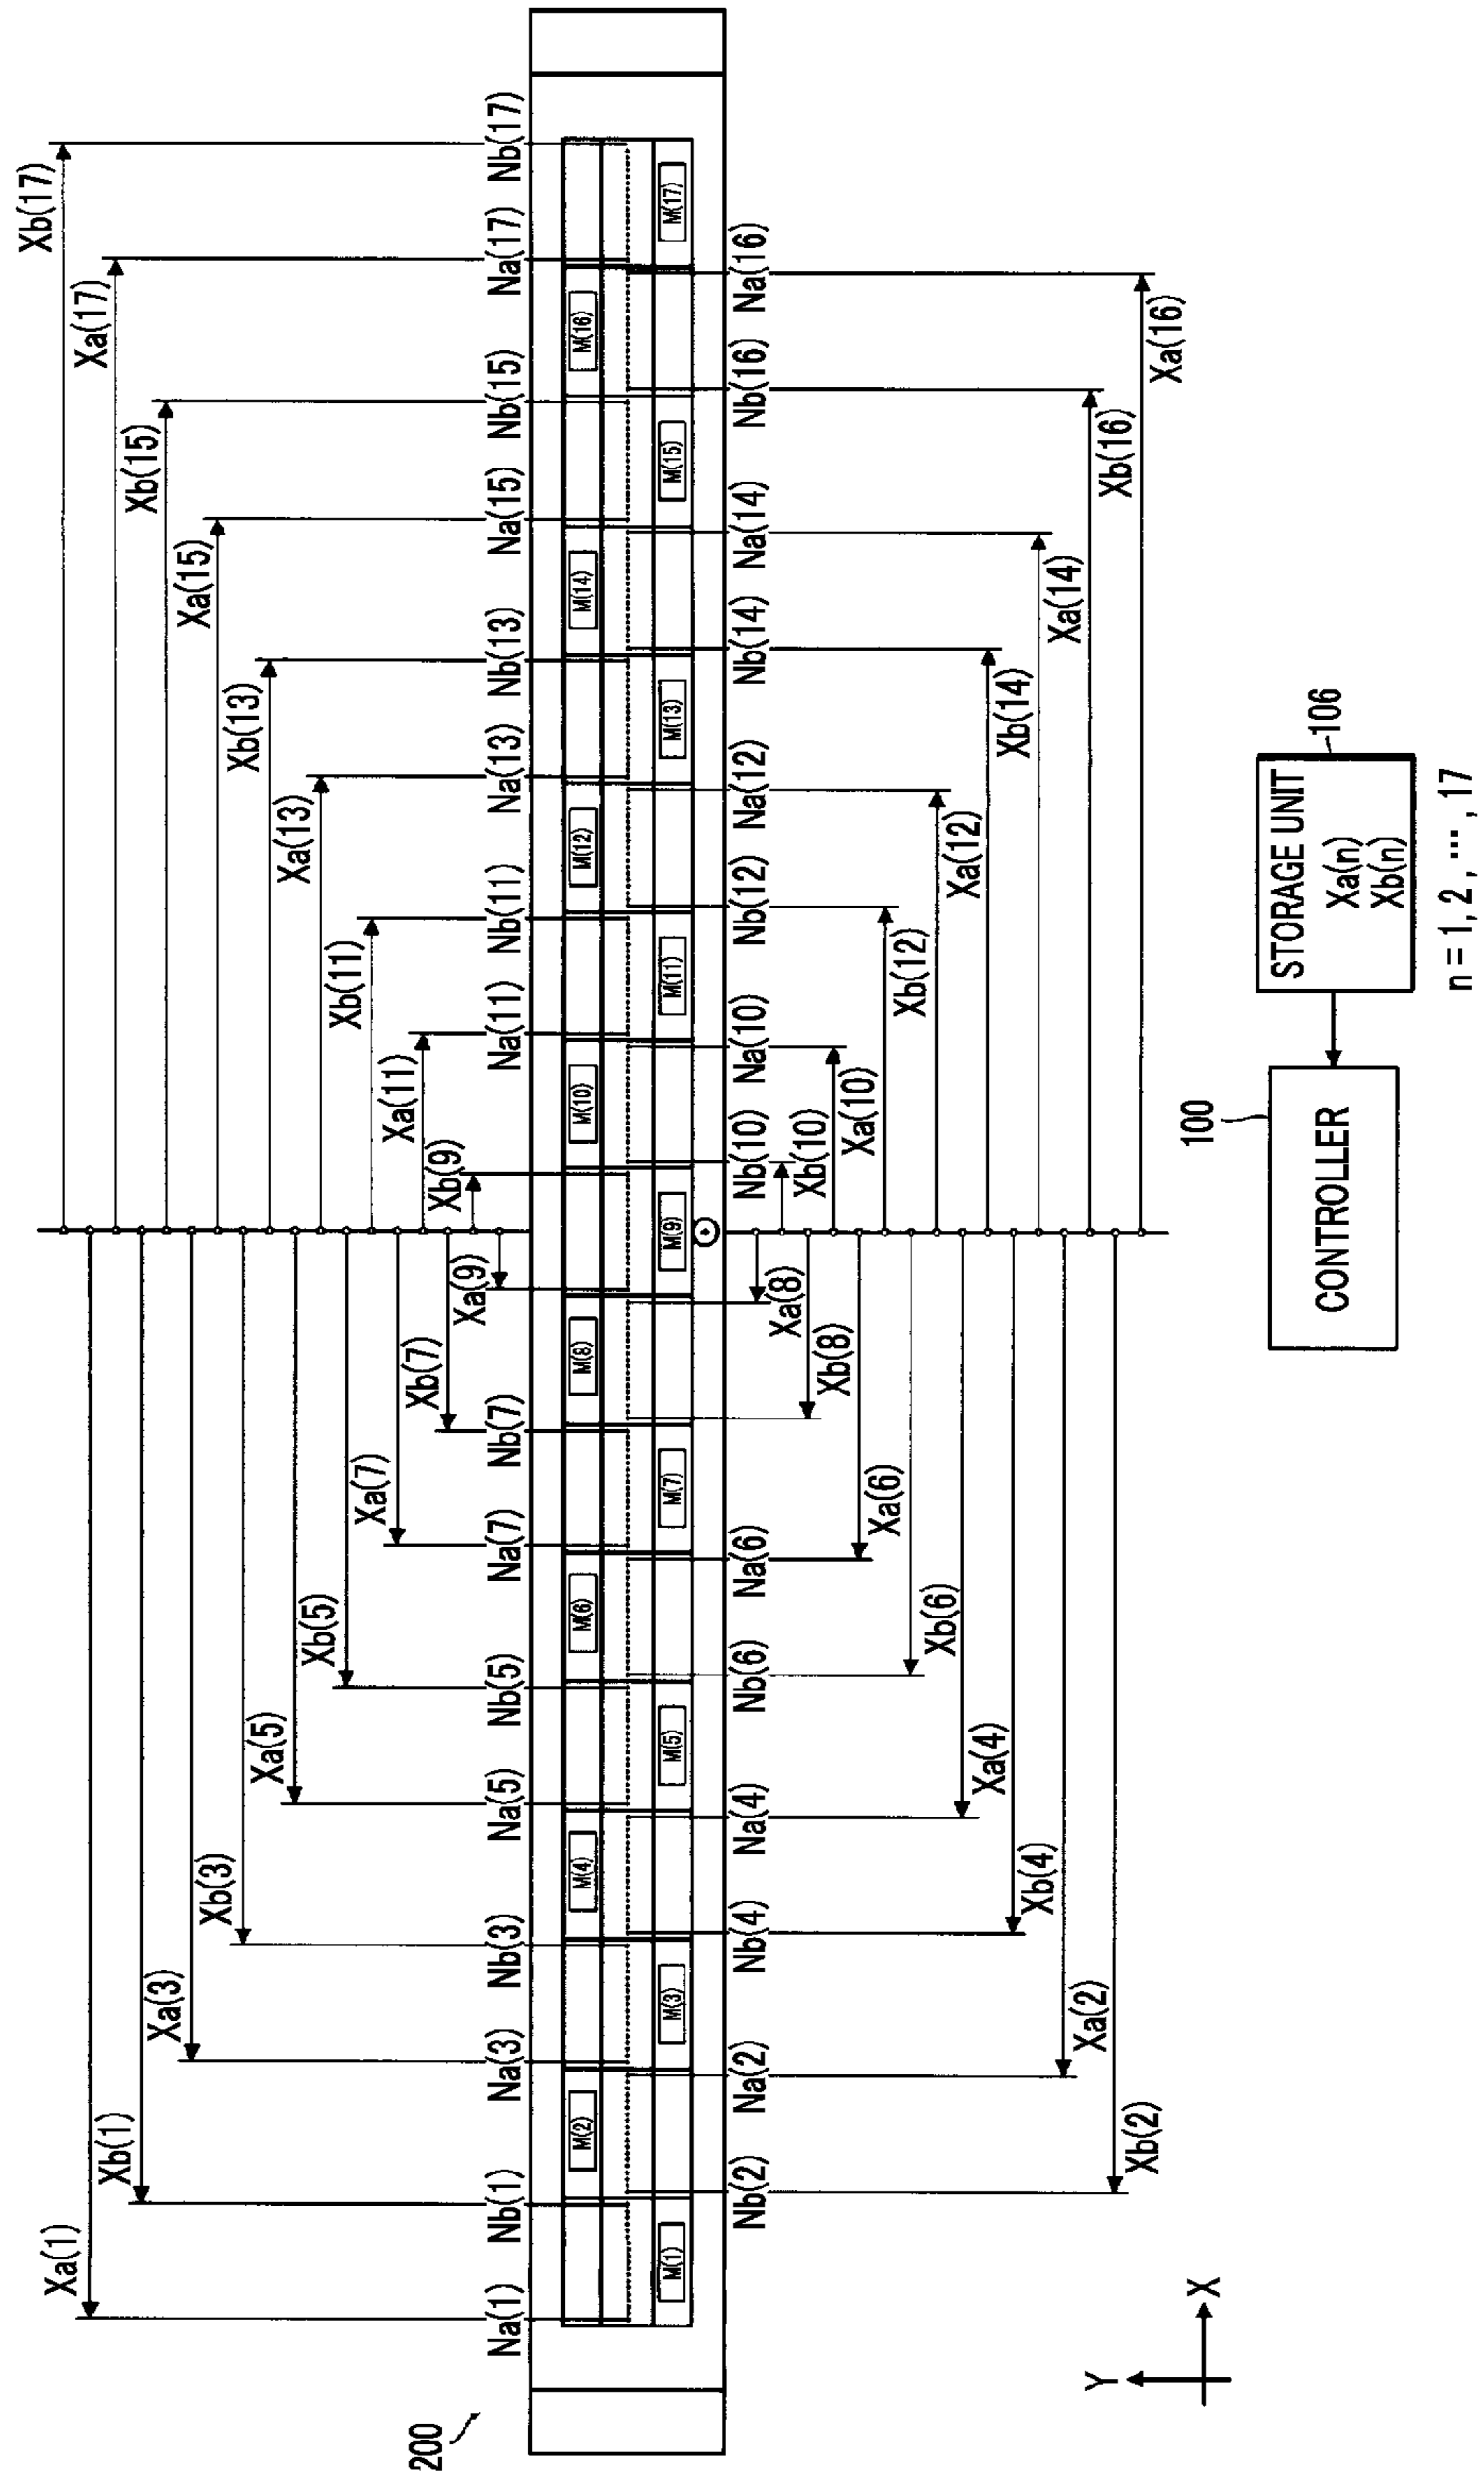 Xb(17)
Xa(1)
Xa(17)
Xb(1)
Xb(15)
Xa(3)
Xa(15)
Xb(3)
Xb(13)
Xa(5)
Xa(13)
Xb(5)
Xb(11)
Xa(7)
Xa(11)
200
Xb(7)
Xb(9)
Xa(9)
Na(1) Nb(1) Na(3) Nb(3) Na(5) Nb(5) Na(7) Nb(7) Na(11) Nb(11) Na(13) Nb(13) Na(15) Nb(15) Na(17) Nb(17)
M(2) M(4) M(6) M(8) M(10) M(12) M(14) M(16)
M(1) M(3) M(5) M(7) M(9) M(11) M(13) M(15) M(17)
Nb(2) Na(2) Nb(4) Na(4) Nb(6) Na(6) Nb(10) Na(10) Nb(12) Na(12) Nb(14) Na(14) Nb(16) Na(16)
Xa(8)
Xb(10)
Xb(8)
Xa(10)
Xa(6)
Xb(12)
Xb(6)
Xa(12)
Xa(4)
Xb(14)
Xb(4)
Xa(14)
Xa(2)
Xb(16)
Xb(2)
Xa(16)
Y
X
100
CONTROLLER
106
STORAGE UNIT
Xa(n)
Xb(n)
n = 1, 2, ···, 17